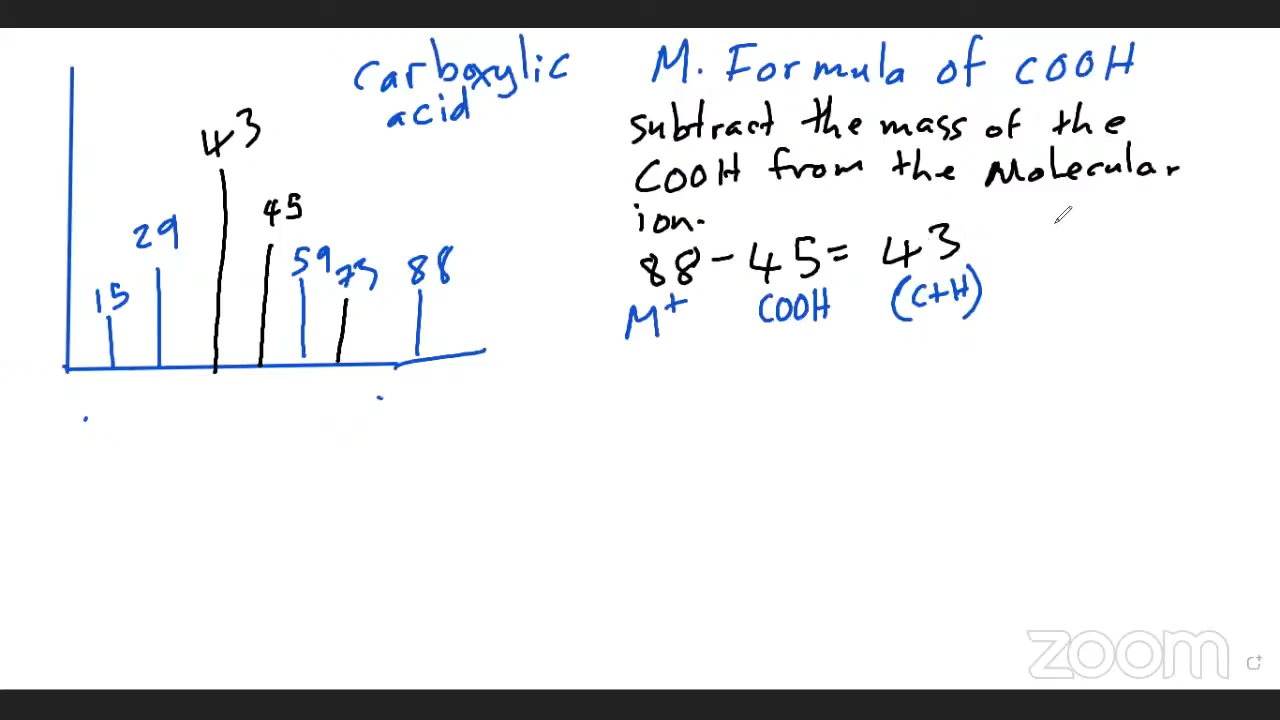 carboxylic
acid
43
45
29
59
73
88
15
M. Formula of COOH
subtract the mass of the
COOH from the Molecular
ion.
88 - 45 = 43
M+ COOH (C+H)
zoom